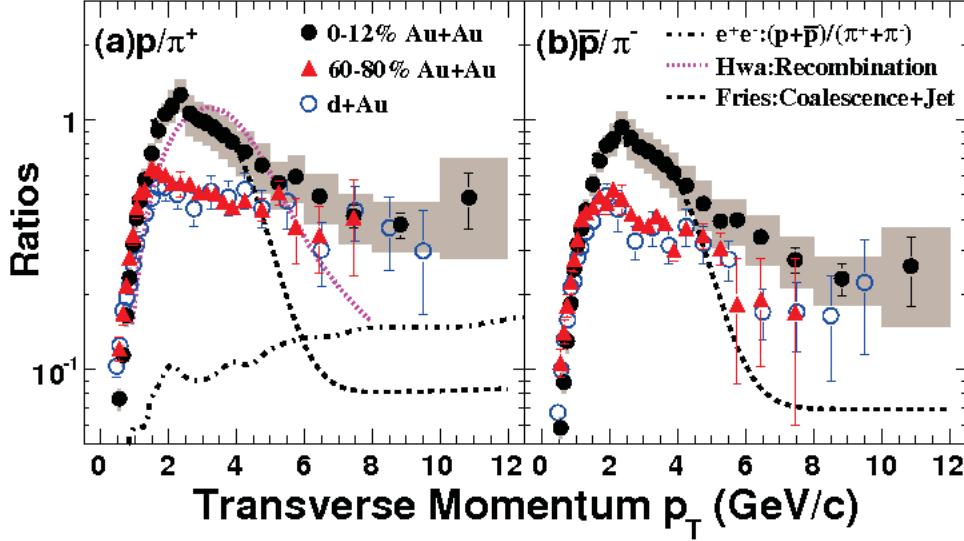 (a)p/π⁺
0-12% Au+Au
60-80% Au+Au
d+Au
(b)p̅/π⁻
e⁺e⁻:(p+p̅)/(π⁺+π⁻)
Hwa:Recombination
Fries:Coalescence+Jet
Ratios
1
10⁻¹
0 2 4 6 8 10 12 0 2 4 6 8 10 12
Transverse Momentum p_T (GeV/c)